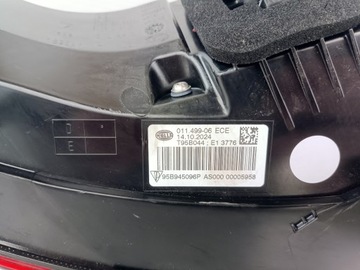 HELLA
011.499-06 ECE
14.10.2024
T95B044 ; E1 3776
95B945096P AS000 00005958
D
E